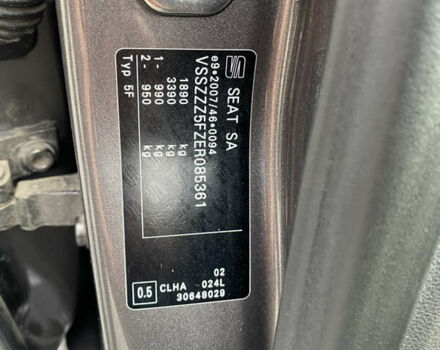 SEAT SA
e9*2007/46*0094
VSSZZZ5FZER085361
1890 kg
3390 kg
1- 990 kg
2- 950 kg
Typ 5F
02
0.5 CLHA 024L
30648029